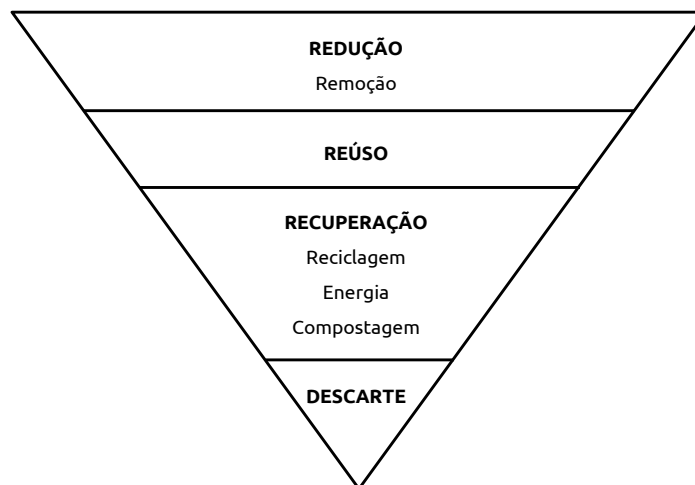 REDUÇÃO
Remoção
REÚSO
RECUPERAÇÃO
Reciclagem
Energia
Compostagem
DESCARTE